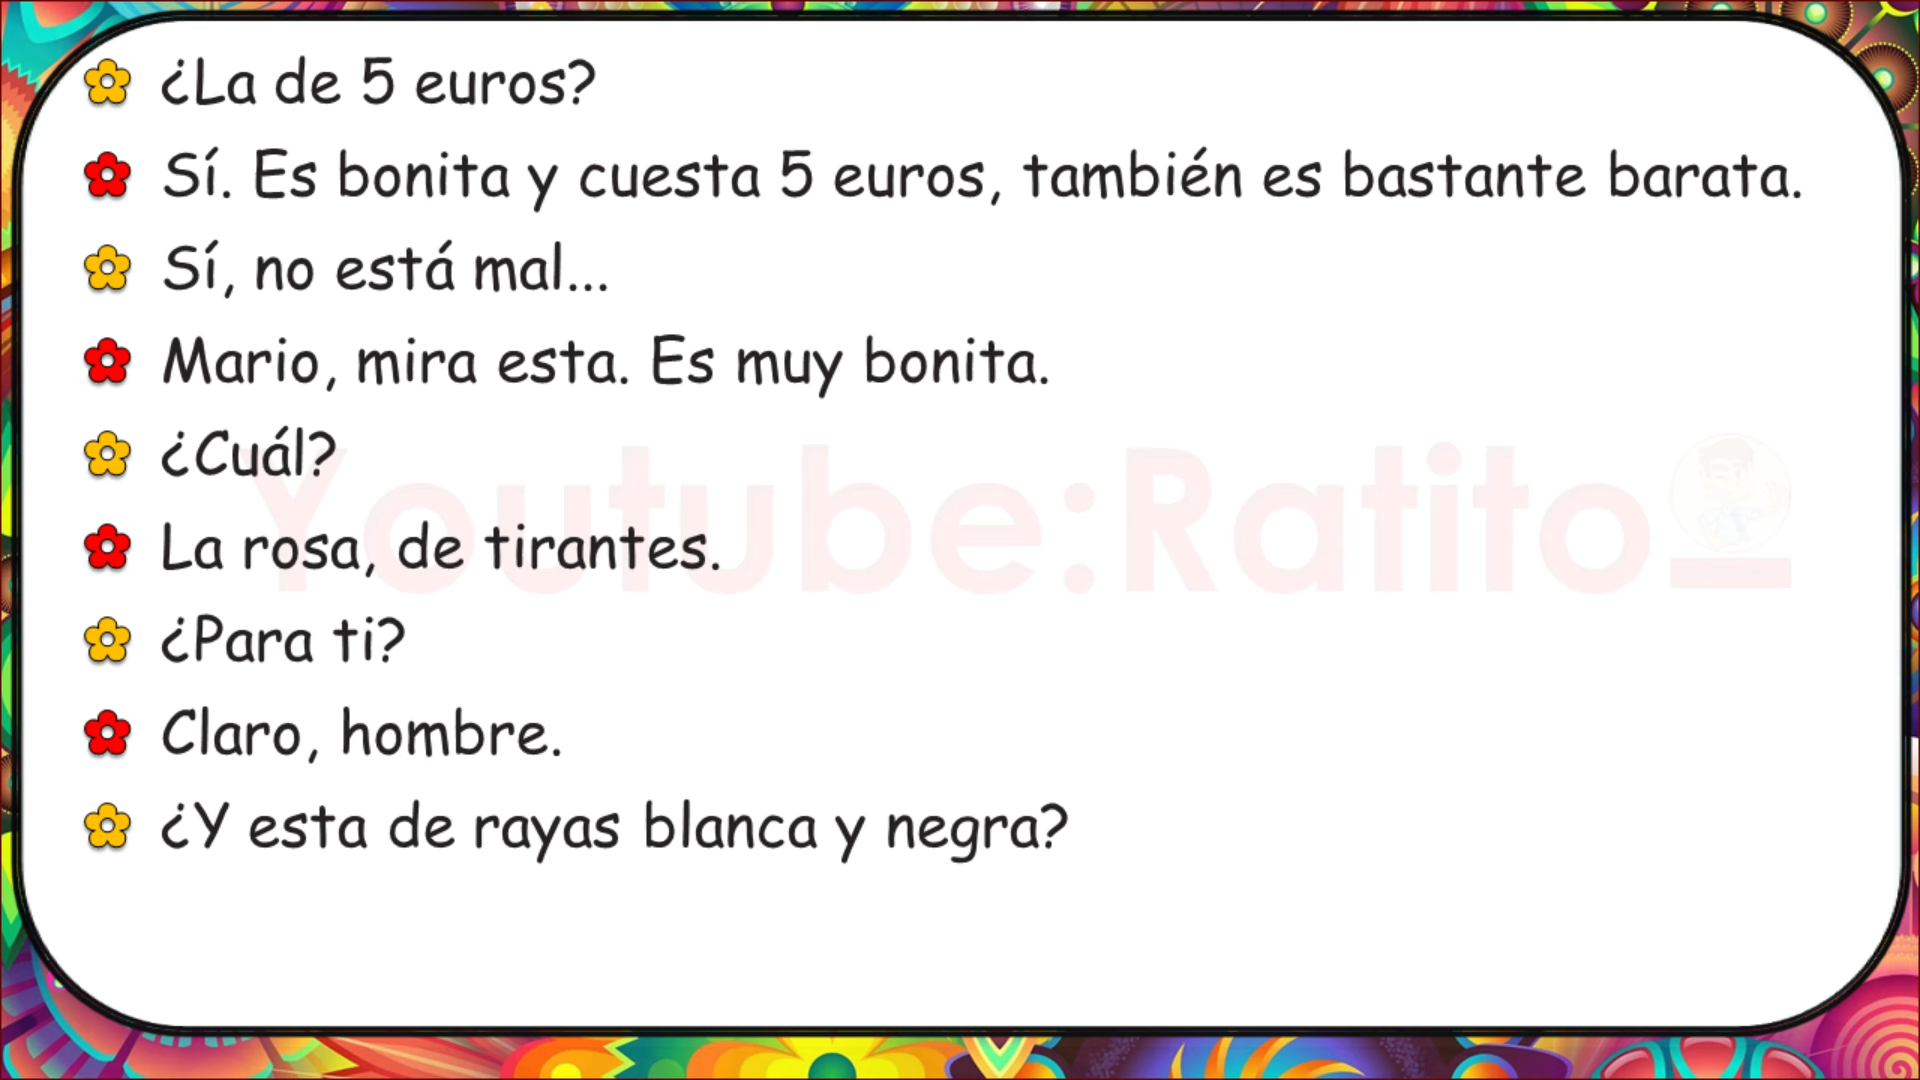 ¿La de 5 euros?
Sí. Es bonita y cuesta 5 euros, también es bastante barata.
Sí, no está mal...
Mario, mira esta. Es muy bonita.
¿Cuál?
La rosa, de tirantes.
¿Para ti?
Claro, hombre.
¿Y esta de rayas blanca y negra?
Youtube:Ratito